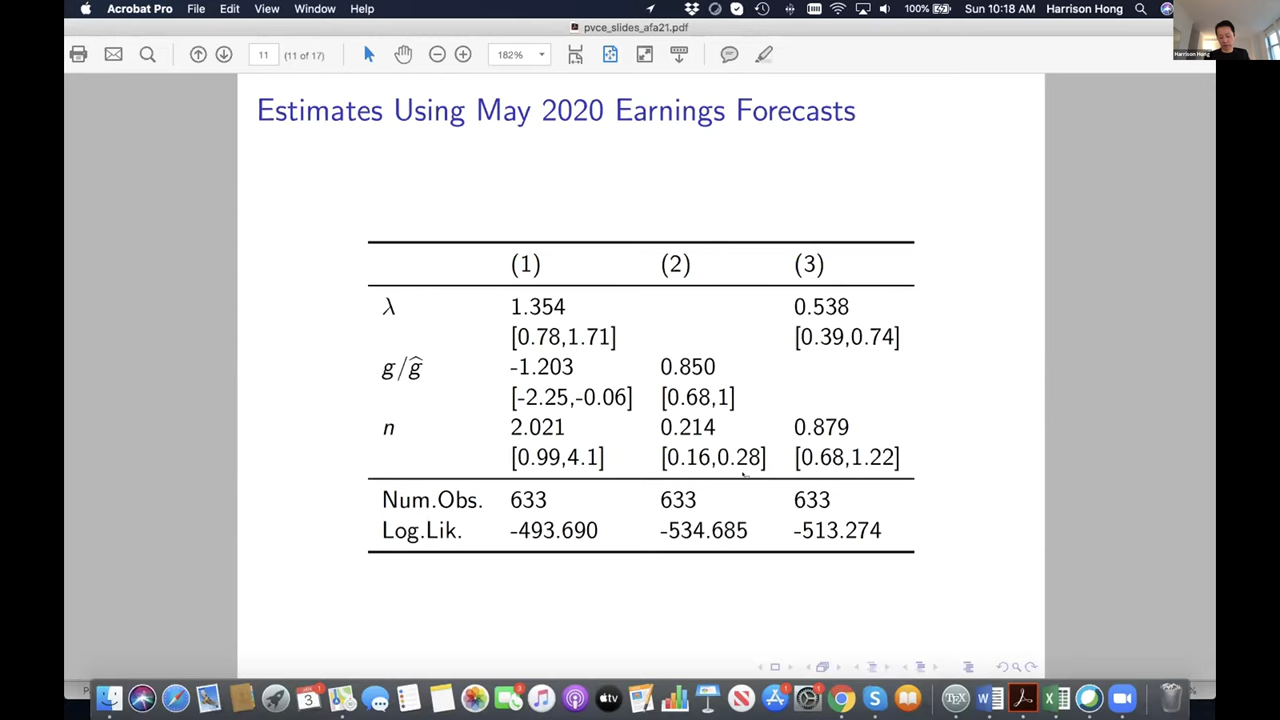 Acrobat Pro File Edit View Window Help 100% Sun 10:18 AM Harrison Hong
pvce_slides_afa21.pdf
Harrison Hong
11 (11 of 17) 182%
Estimates Using May 2020 Earnings Forecasts
(1) (2) (3)
λ 1.354 0.538
[0.78,1.71] [0.39,0.74]
g/ĝ -1.203 0.850
[-2.25,-0.06] [0.68,1]
n 2.021 0.214 0.879
[0.99,4.1] [0.16,0.28] [0.68,1.22]
Num.Obs. 633 633 633
Log.Lik. -493.690 -534.685 -513.274